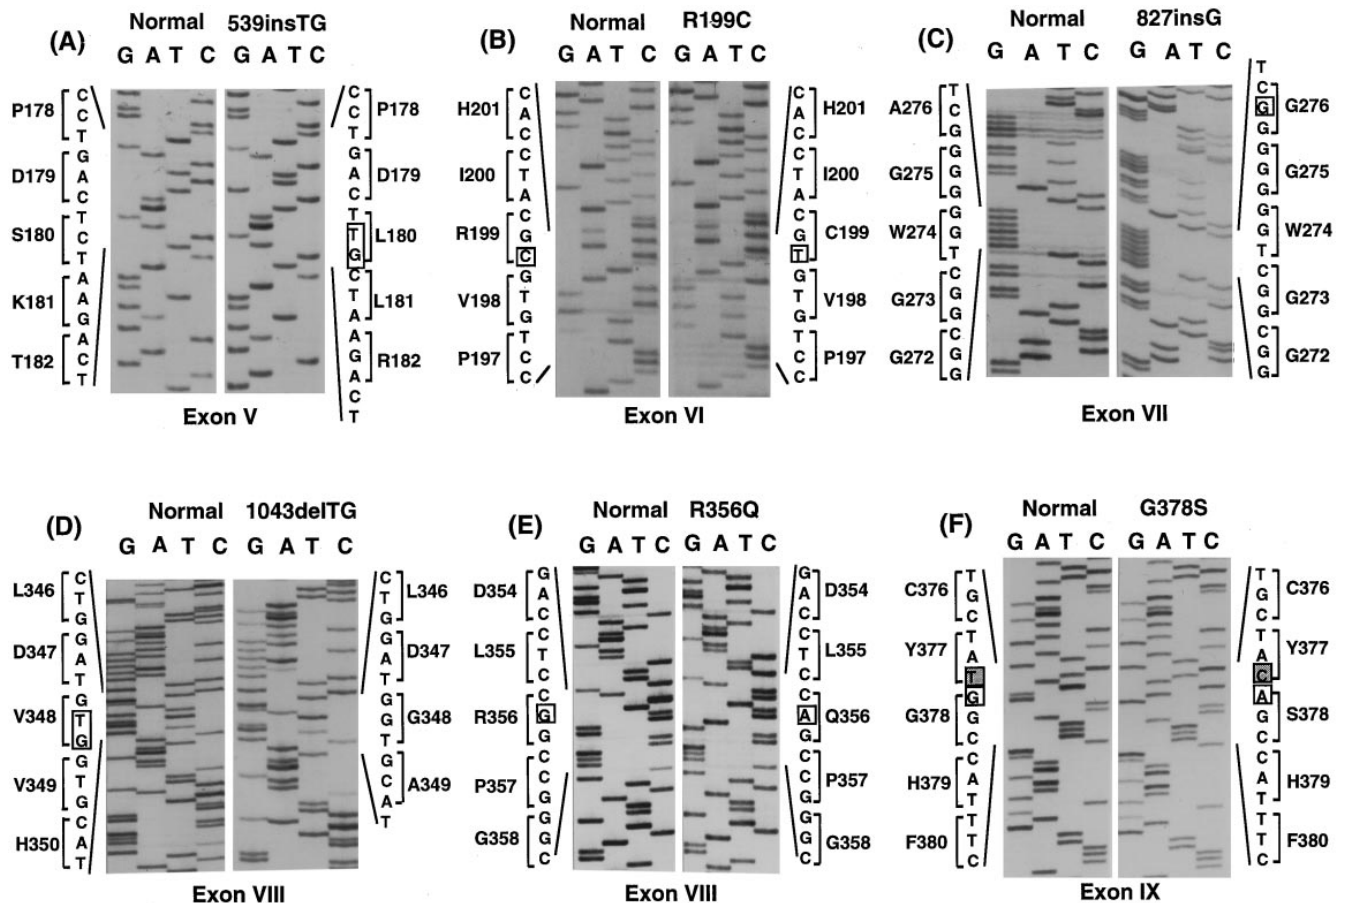 (A)
Normal 539insTG
G A T C G A T C
P178 D179 S180 K181 T182
C C T G A C T C T A A G A C T
C C T G A C T T G C T A A G A C T
P178 D179 L180 L181 R182
Exon V
(B)
Normal R199C
G A T C G A T C
H201 I200 R199 V198 P197
C A C C T A C G C G T G T C C
C A C C T A C G T G T G T C C
H201 I200 C199 V198 P197
Exon VI
(C)
Normal 827insG
G A T C G A T C
A276 G275 W274 G273 G272
T C G G G G G G T C G G C G G
T C G G G G G G G T C G G C G G
G276 G275 W274 G273 G272
Exon VII
(D)
Normal 1043delTG
G A T C G A T C
L346 D347 V348 V349 H350
C T G G A T G T G G T G C A T
C T G G A T G G T G C A T
L346 D347 G348 A349
Exon VIII
(E)
Normal R356Q
G A T C G A T C
D354 L355 R356 P357 G358
G A C C T C C G G C C G G G C
G A C C T C C A G C C G G G C
D354 L355 Q356 P357 G358
Exon VIII
(F)
Normal G378S
G A T C G A T C
C376 Y377 G378 H379 F380
T G C T A T G G C C A T T T C
T G C T A C A G C C A T T T C
C376 Y377 S378 H379 F380
Exon IX